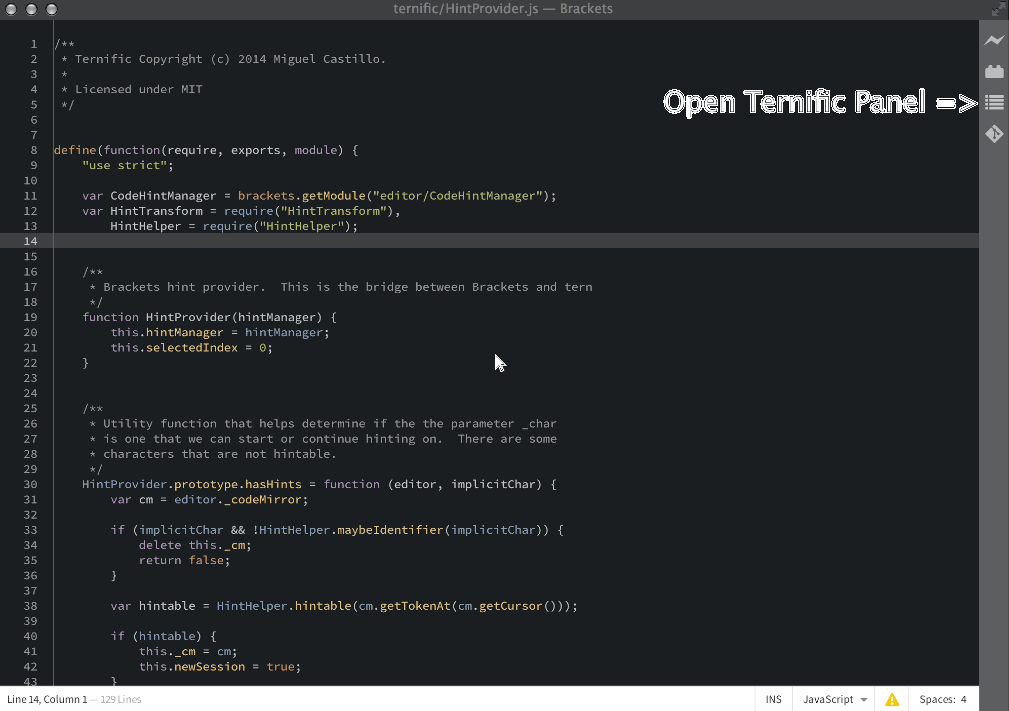 ternific/HintProvider.js — Brackets
Open Ternific Panel =>
1 /**
2  * Ternific Copyright (c) 2014 Miguel Castillo.
3  *
4  * Licensed under MIT
5  */
6
7
8 define(function(require, exports, module) {
9     "use strict";
10
11     var CodeHintManager = brackets.getModule("editor/CodeHintManager");
12     var HintTransform = require("HintTransform"),
13         HintHelper = require("HintHelper");
14
15
16     /**
17      * Brackets hint provider.  This is the bridge between Brackets and tern
18      */
19     function HintProvider(hintManager) {
20         this.hintManager = hintManager;
21         this.selectedIndex = 0;
22     }
23
24
25     /**
26      * Utility function that helps determine if the the parameter _char
27      * is one that we can start or continue hinting on.  There are some
28      * characters that are not hintable.
29      */
30     HintProvider.prototype.hasHints = function (editor, implicitChar) {
31         var cm = editor._codeMirror;
32
33         if (implicitChar && !HintHelper.maybeIdentifier(implicitChar)) {
34             delete this._cm;
35             return false;
36         }
37
38         var hintable = HintHelper.hintable(cm.getTokenAt(cm.getCursor()));
39
40         if (hintable) {
41             this._cm = cm;
42             this.newSession = true;
43         }
Line 14, Column 1 — 129 Lines
INS JavaScript Spaces: 4